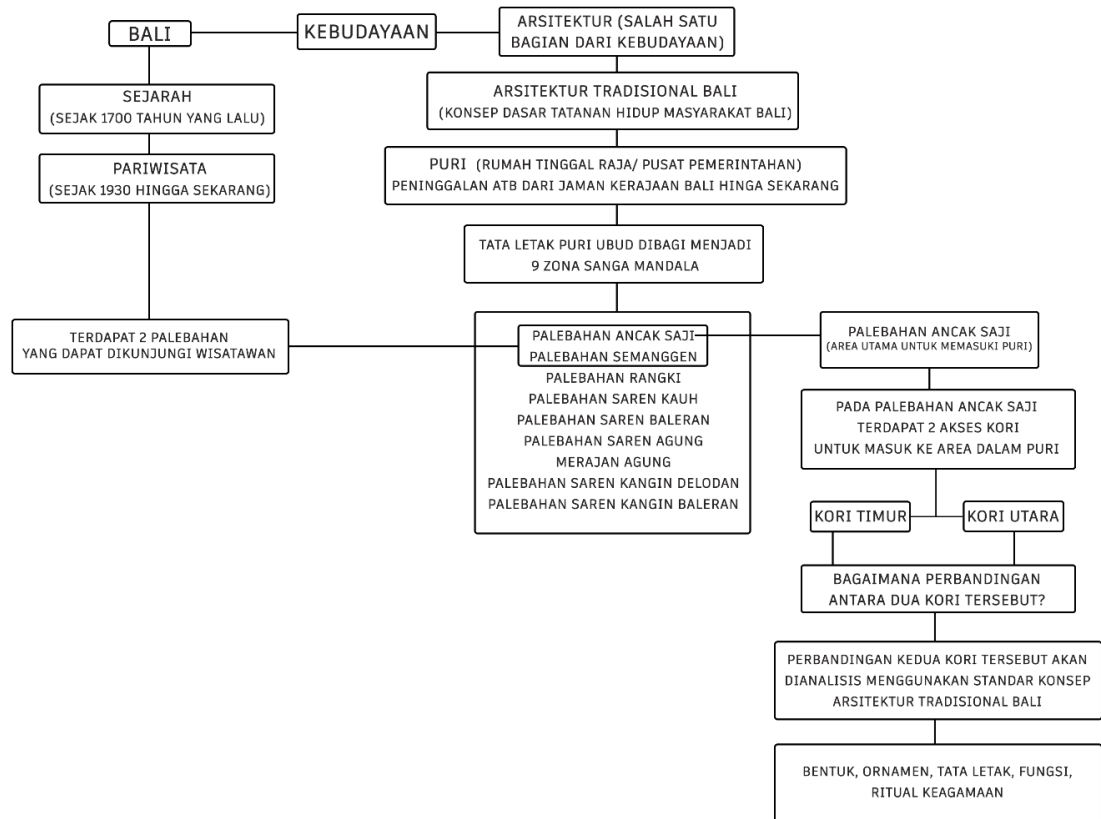 BALI
KEBUDAYAAN
ARSITEKTUR (SALAH SATU
BAGIAN DARI KEBUDAYAAN)
SEJARAH
(SEJAK 1700 TAHUN YANG LALU)
PARIWISATA
(SEJAK 1930 HINGGA SEKARANG)
ARSITEKTUR TRADISIONAL BALI
(KONSEP DASAR TATANAN HIDUP MASYARAKAT BALI)
PURI (RUMAH TINGGAL RAJA/ PUSAT PEMERINTAHAN)
PENINGGALAN ATB DARI JAMAN KERAJAAN BALI HINGA SEKARANG
TATA LETAK PURI UBUD DIBAGI MENJADI
9 ZONA SANGA MANDALA
TERDAPAT 2 PALEBAHAN
YANG DAPAT DIKUNJUNGI WISATAWAN
PALEBAHAN ANCAK SAJI
PALEBAHAN SEMANGGEN
PALEBAHAN RANGKI
PALEBAHAN SAREN KAUH
PALEBAHAN SAREN BALERAN
PALEBAHAN SAREN AGUNG
MERAJAN AGUNG
PALEBAHAN SAREN KANGIN DELODAN
PALEBAHAN SAREN KANGIN BALERAN
PALEBAHAN ANCAK SAJI
(AREA UTAMA UNTUK MEMASUKI PURI)
PADA PALEBAHAN ANCAK SAJI
TERDAPAT 2 AKSES KORI
UNTUK MASUK KE AREA DALAM PURI
KORI TIMUR
KORI UTARA
BAGAIMANA PERBANDINGAN
ANTARA DUA KORI TERSEBUT?
PERBANDINGAN KEDUA KORI TERSEBUT AKAN
DIANALISIS MENGGUNAKAN STANDAR KONSEP
ARSITEKTUR TRADISIONAL BALI
BENTUK, ORNAMEN, TATA LETAK, FUNGSI,
RITUAL KEAGAMAAN